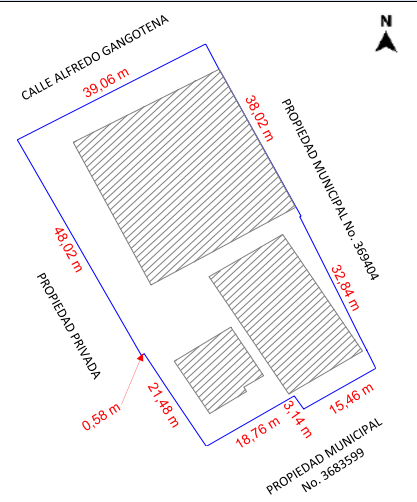 N
CALLE ALFREDO GANGOTENA
39,06 m
38,02 m
PROPIEDAD MUNICIPAL No. 369404
48,02 m
32,84 m
PROPIEDAD PRIVADA
0,58 m
21,48 m
18,76 m
3,14 m
15,46 m
PROPIEDAD MUNICIPAL
No. 3683599